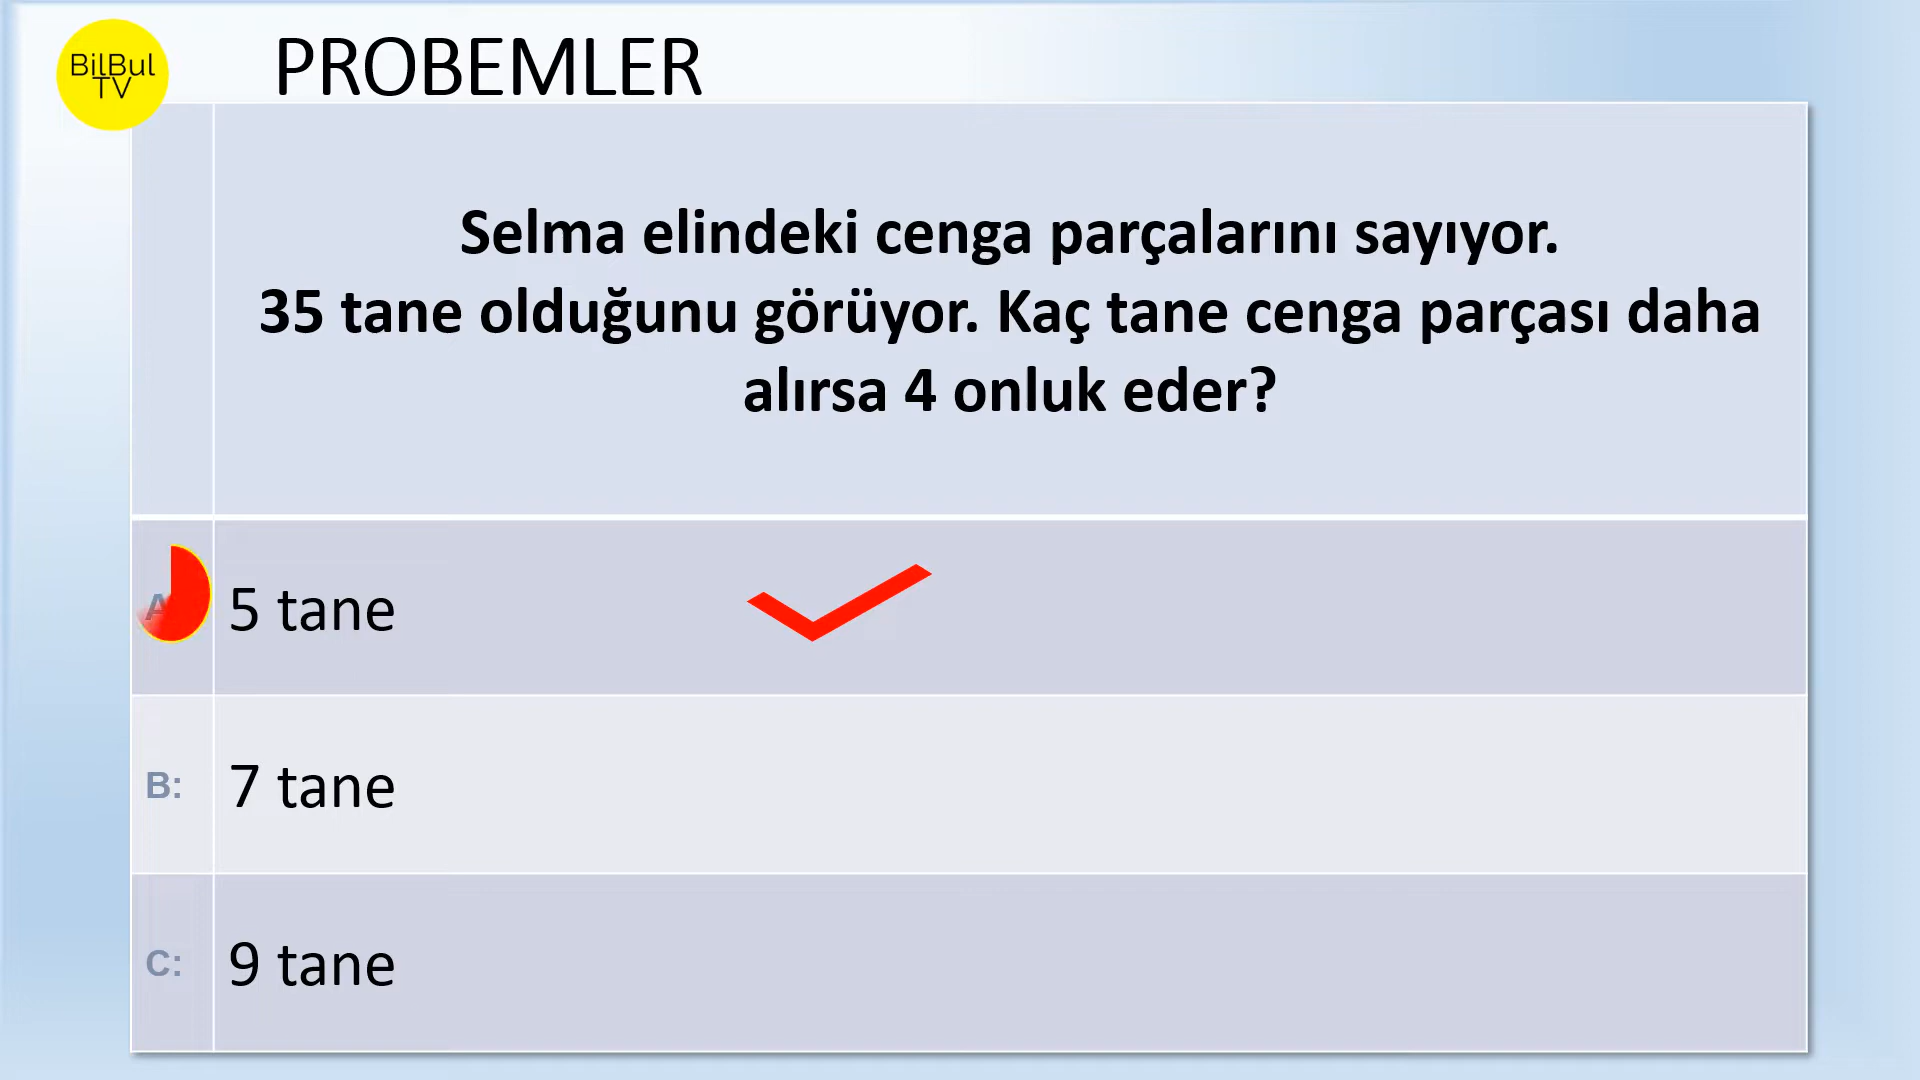 BilBul
TV
PROBEMLER
Selma elindeki cenga parçalarını sayıyor.
35 tane olduğunu görüyor. Kaç tane cenga parçası daha
alırsa 4 onluk eder?
A
5 tane
B:
7 tane
C:
9 tane